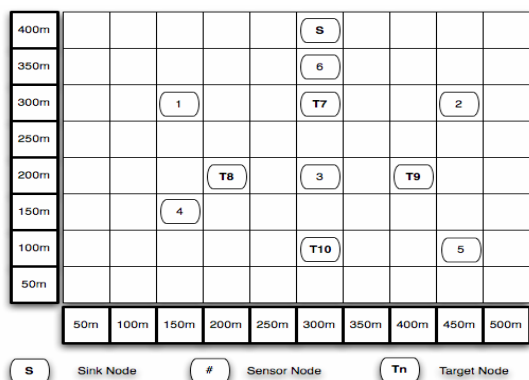 400m S
350m 6
300m 1 T7 2
250m
200m T8 3 T9
150m 4
100m T10 5
50m
50m 100m 150m 200m 250m 300m 350m 400m 450m 500m
S Sink Node # Sensor Node Tn Target Node